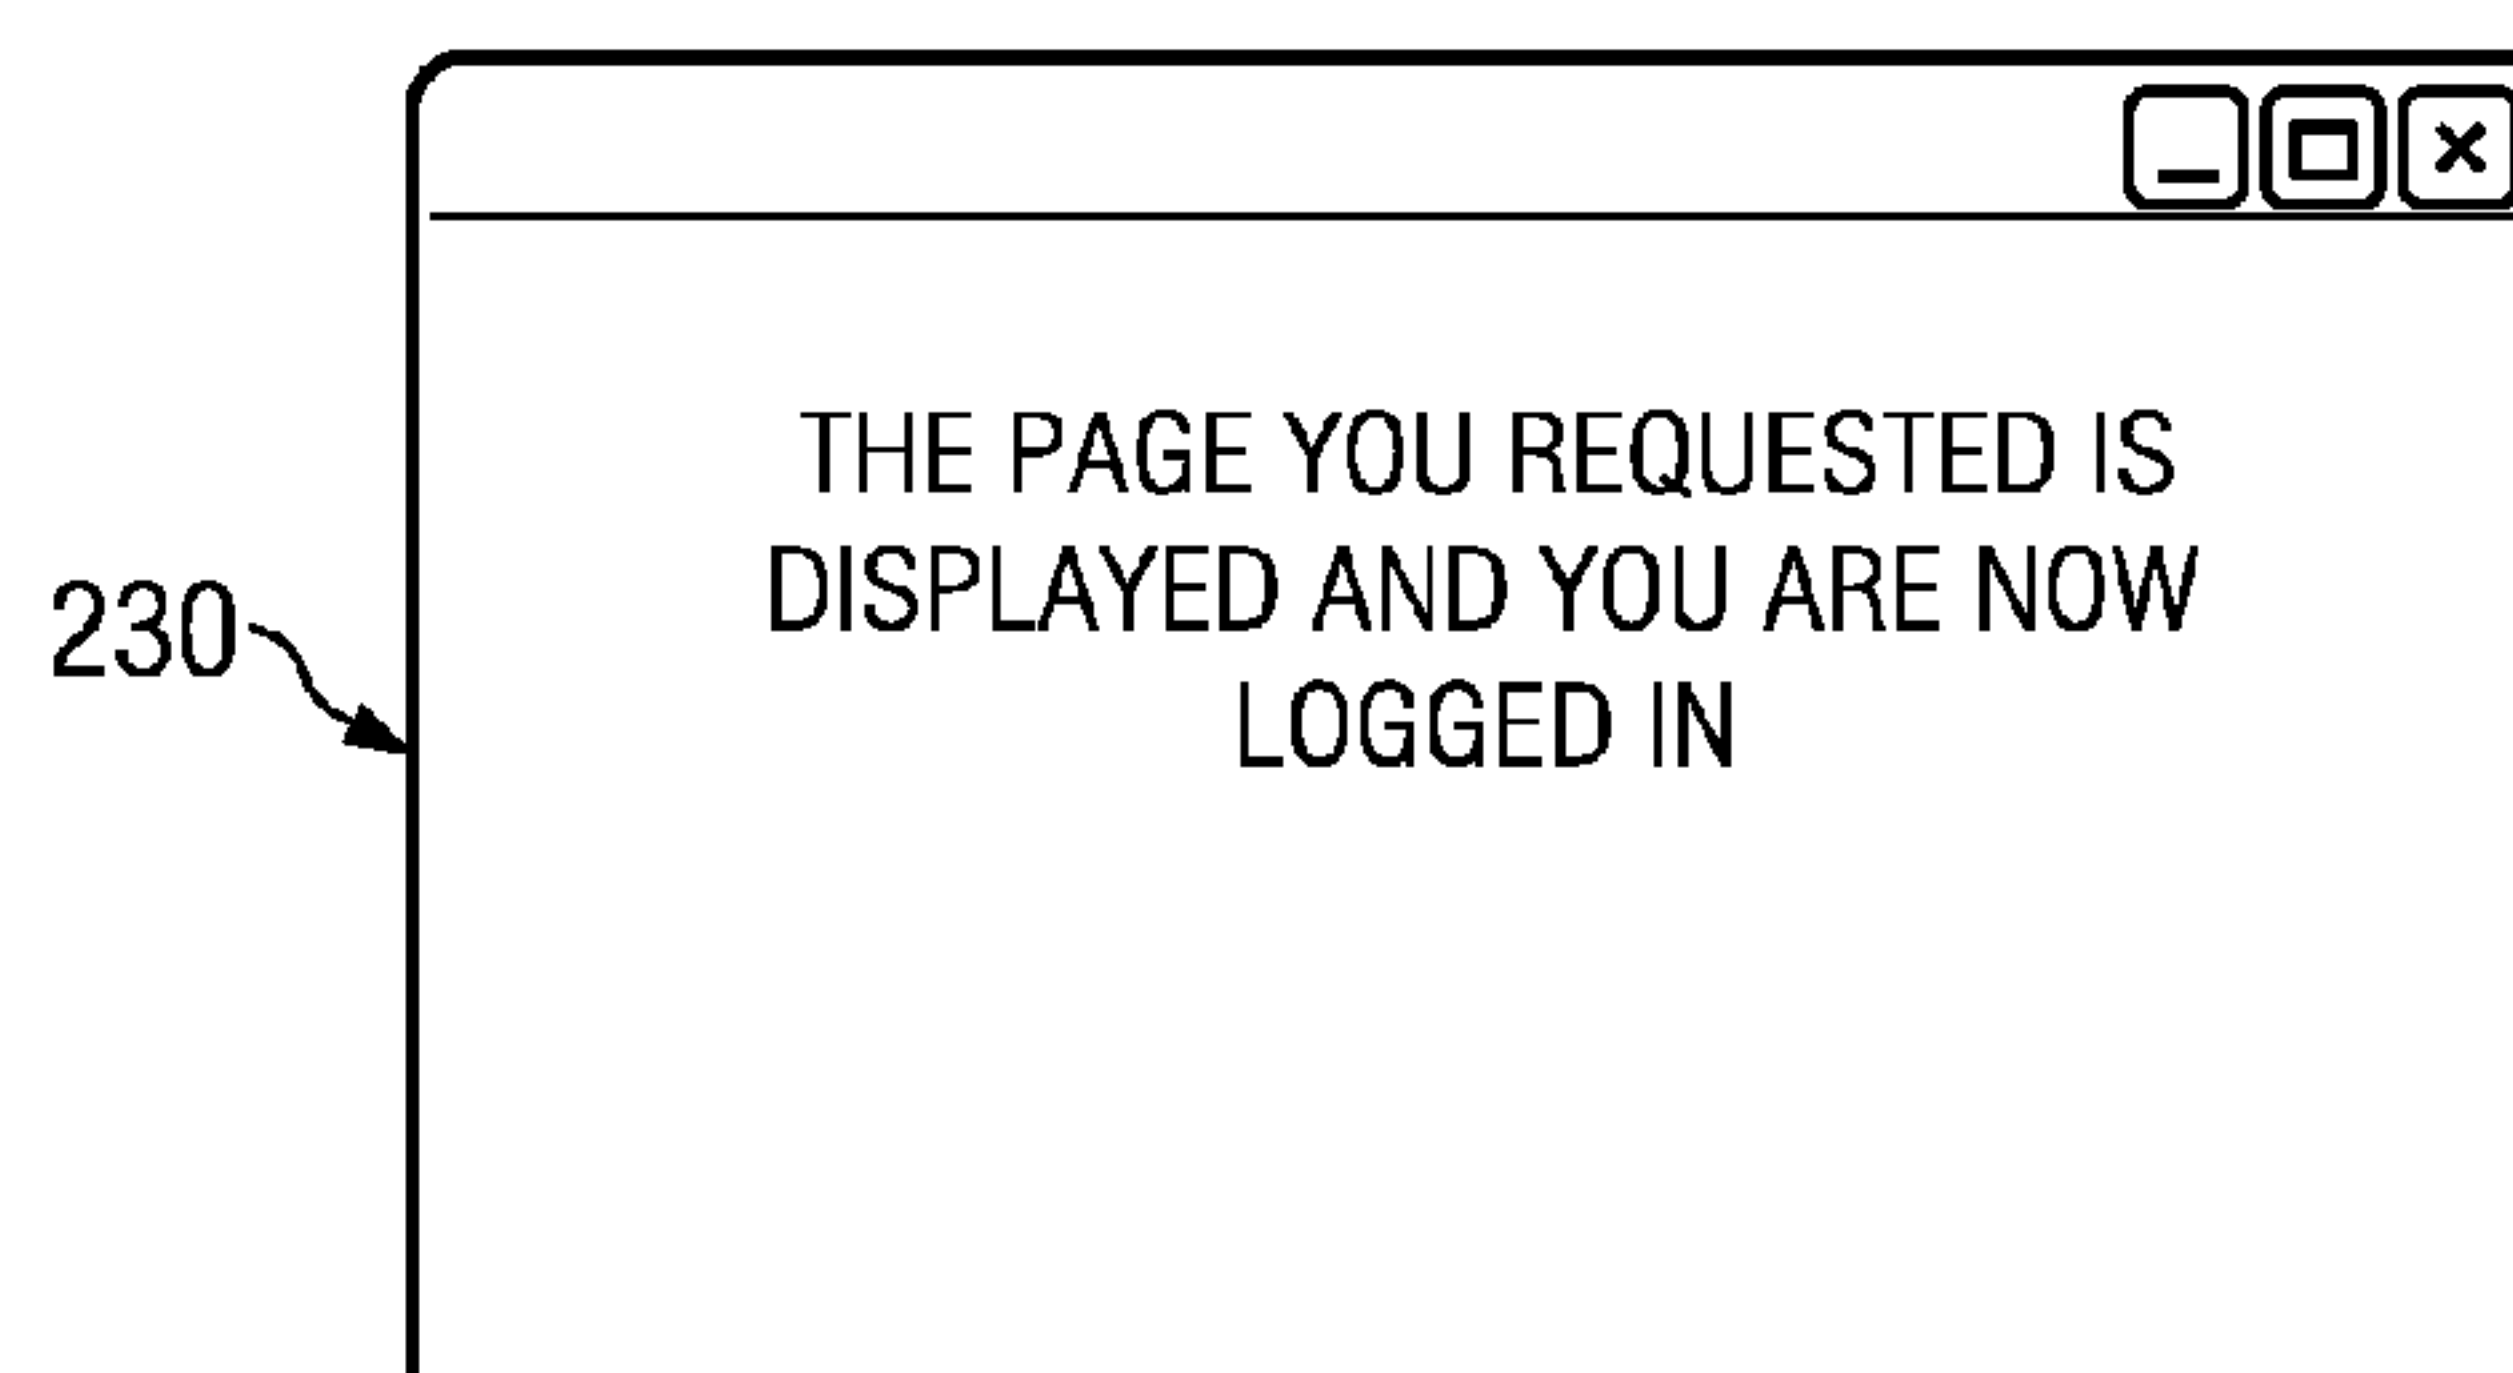 THE PAGE YOU REQUESTED IS
DISPLAYED AND YOU ARE NOW
LOGGED IN
230